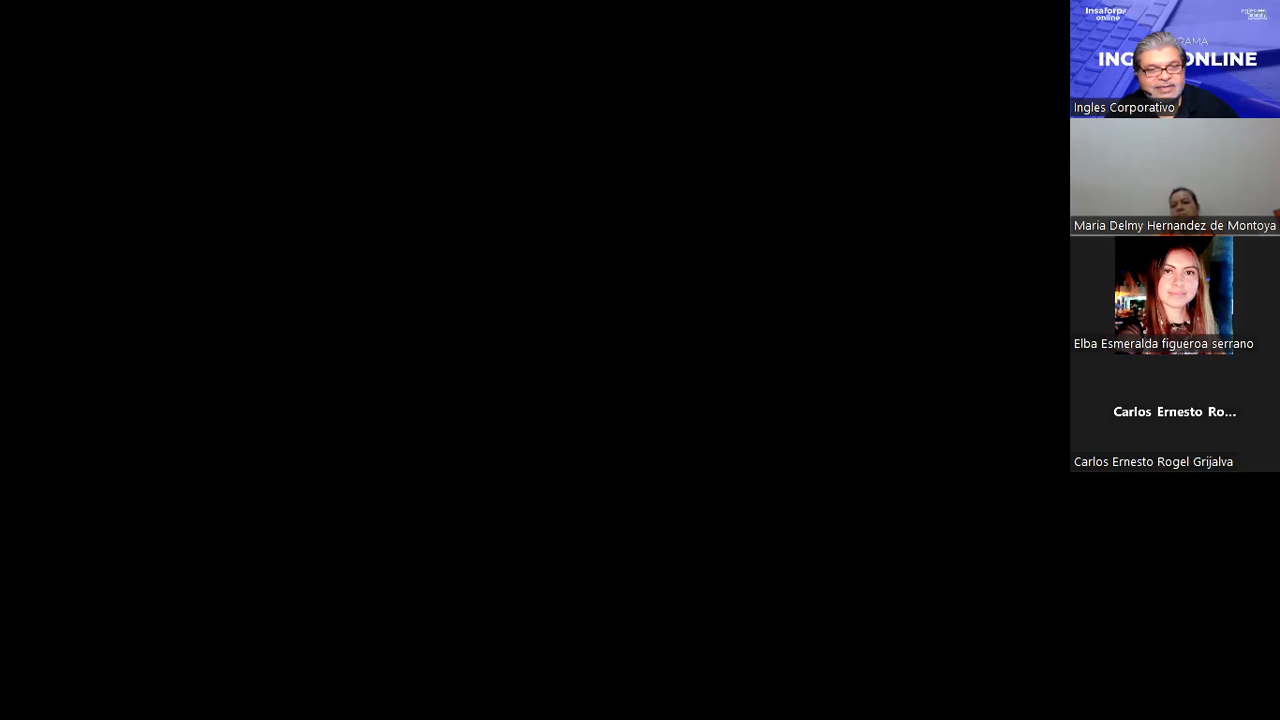 Insaforp
online
INGLES ONLINE
Ingles Corporativo
Maria Delmy Hernandez de Montoya
Elba Esmeralda figueroa serrano
Carlos Ernesto Ro...
Carlos Ernesto Rogel Grijalva